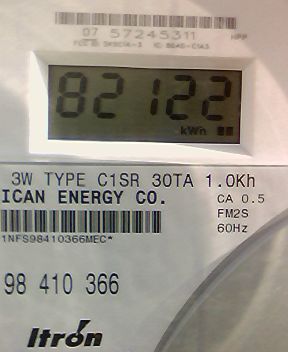 07 57245311
82122
kWh
3W TYPE C1SR 30TA 1.0Kh
ICAN ENERGY CO.
CA 0.5
FM2S
60Hz
1NFS98410366MEC*
98 410 366
Itrón